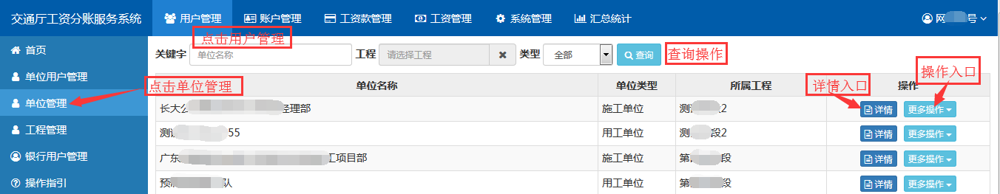 交通厅工资分账服务系统 用户管理 账户管理 工资款管理 工资管理 系统管理 汇总统计 网 号
点击用户管理
首页
单位用户管理
单位管理
工程管理
银行用户管理
操作指引
关键字 单位名称 工程 请选择工程 类型 全部 查询 查询操作
点击单位管理 详情入口 操作入口
单位名称 单位类型 所属工程 操作
长大公 经理部 施工单位 测 段2 详情 更多操作
测 55 用工单位 测 段2 详情 更多操作
广东 工项目部 施工单位 第 段 详情 更多操作
预 队 用工单位 第 段 详情 更多操作